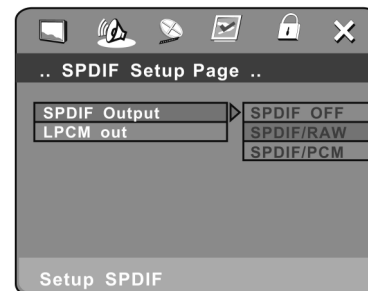 .. SPDIF Setup Page ..
SPDIF Output SPDIF OFF
LPCM out SPDIF/RAW
SPDIF/PCM
Setup SPDIF